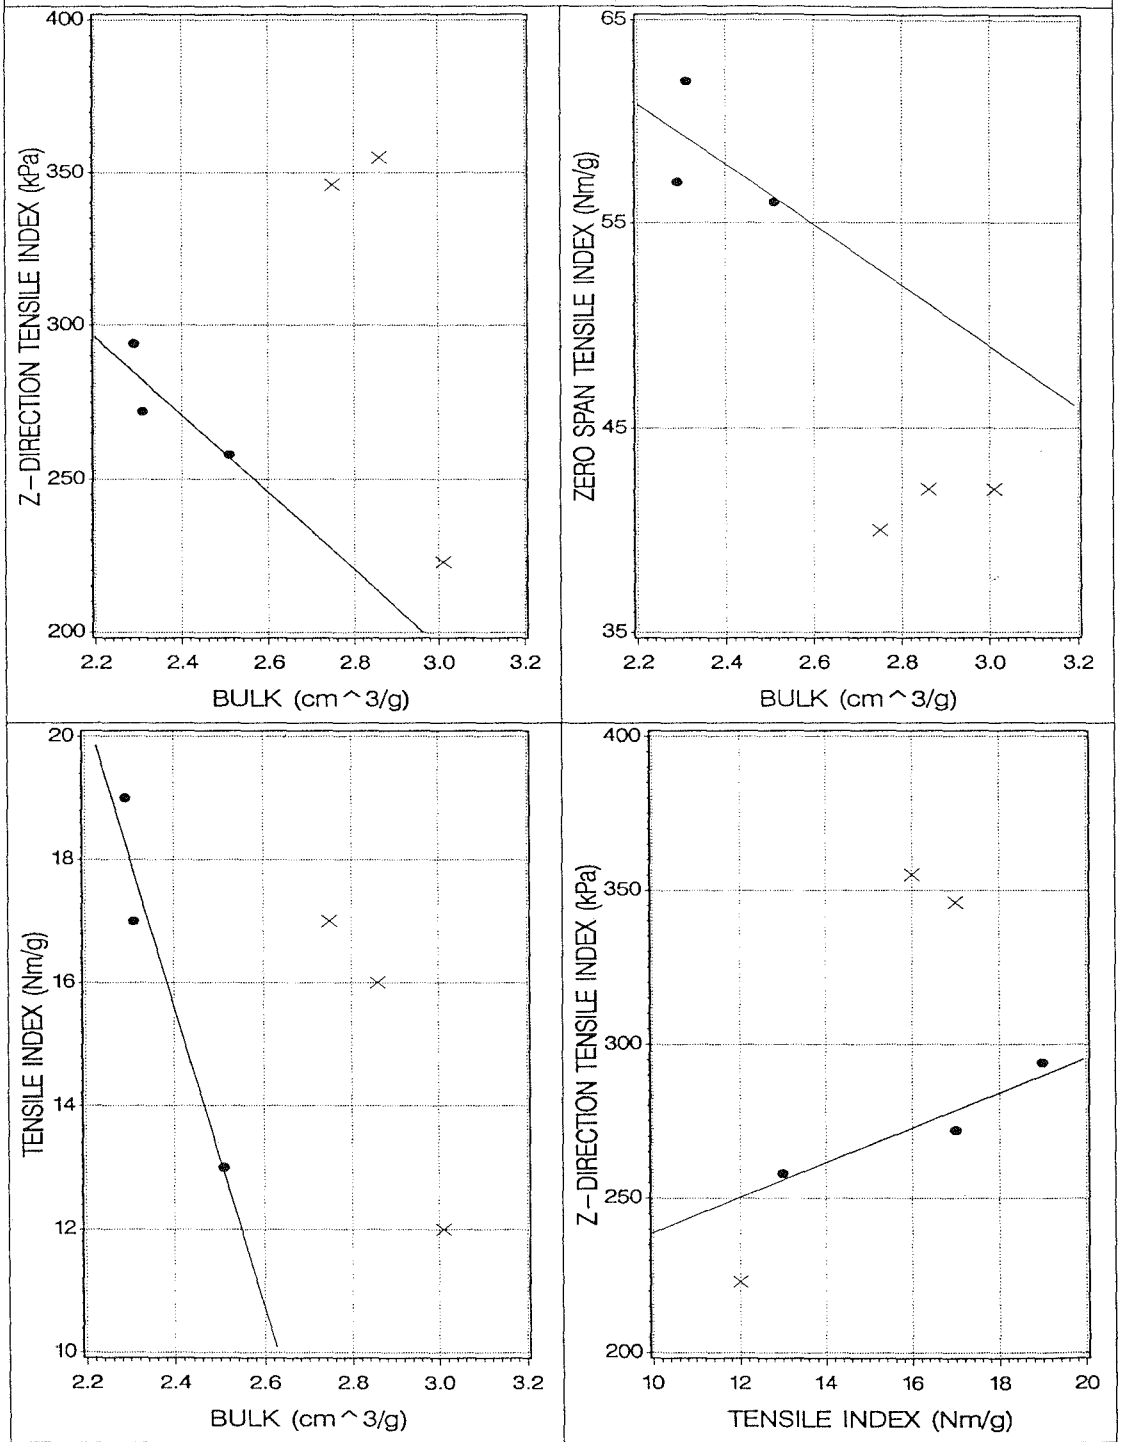 Z-DIRECTION TENSILE INDEX (kPa)
400
350
300
250
200
2.2 2.4 2.6 2.8 3.0 3.2
BULK (cm^3/g)
ZERO SPAN TENSILE INDEX (Nm/g)
65
55
45
35
2.2 2.4 2.6 2.8 3.0 3.2
BULK (cm^3/g)
TENSILE INDEX (Nm/g)
20
18
16
14
12
10
2.2 2.4 2.6 2.8 3.0 3.2
BULK (cm^3/g)
Z-DIRECTION TENSILE INDEX (kPa)
400
350
300
250
200
10 12 14 16 18 20
TENSILE INDEX (Nm/g)